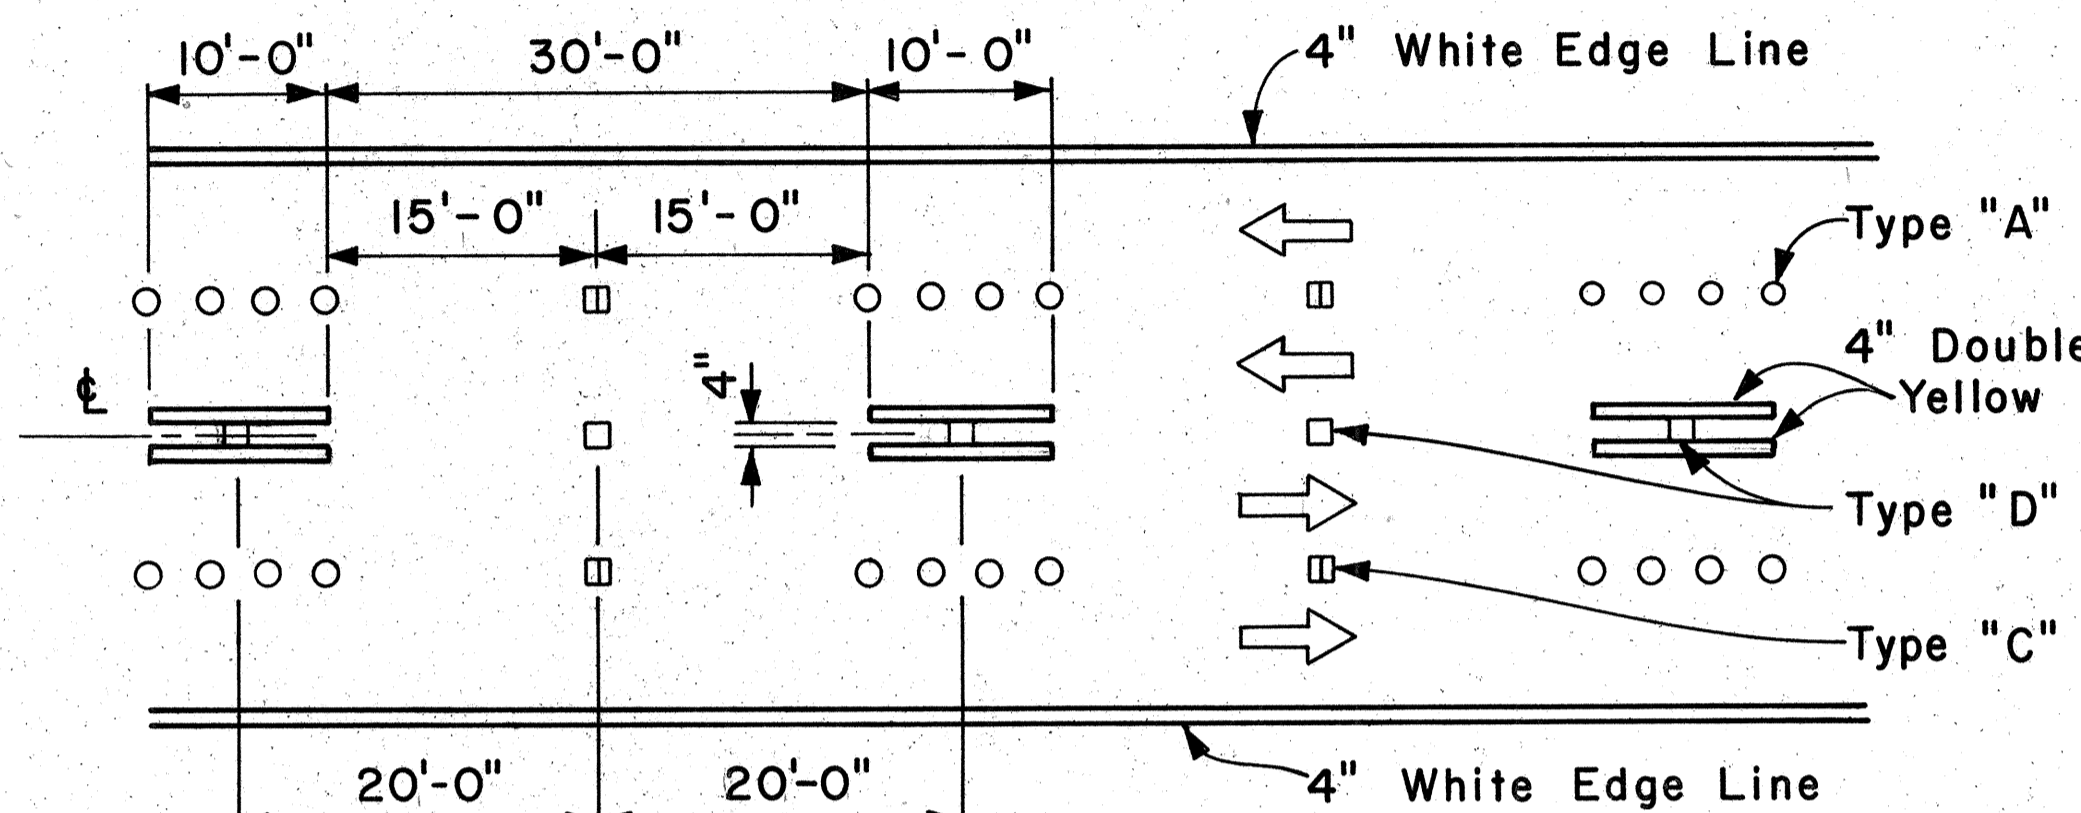 10'-0" 30'-0" 10'-0"
4" White Edge Line
15'-0" 15'-0"
Type "A"
4" Double
Yellow
4"
℄
Type "D"
Type "C"
20'-0" 20'-0"
4" White Edge Line